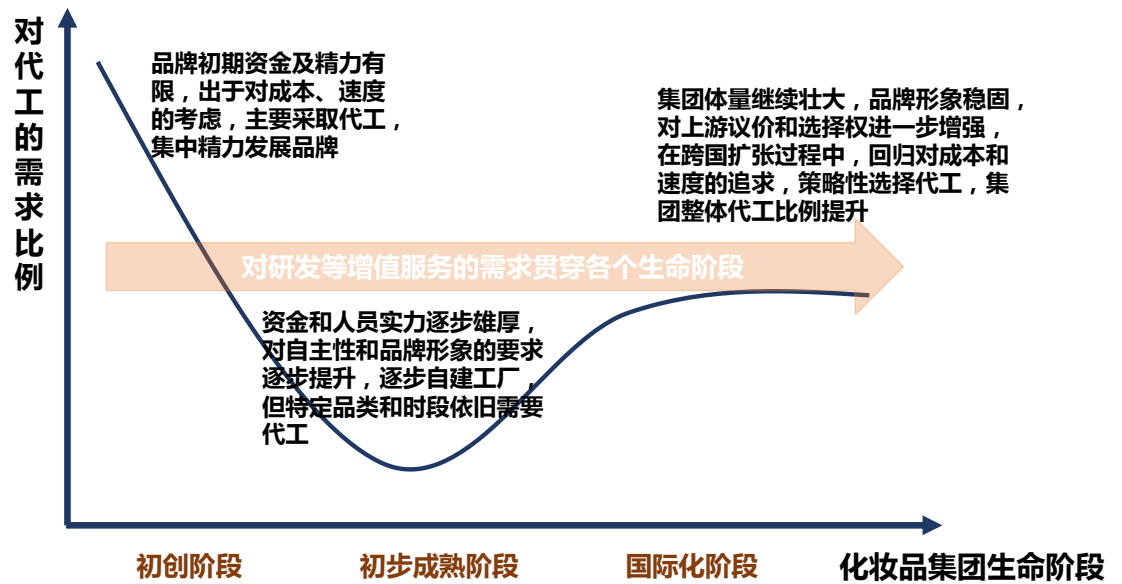 对代工的需求比例
品牌初期资金及精力有
限，出于对成本、速度
的考虑，主要采取代工，
集中精力发展品牌
集团体量继续壮大，品牌形象稳固，
对上游议价和选择权进一步增强，
在跨国扩张过程中，回归对成本和
速度的追求，策略性选择代工，集
团整体代工比例提升
对研发等增值服务的需求贯穿各个生命阶段
资金和人员实力逐步雄厚，
对自主性和品牌形象的要求
逐步提升，逐步自建工厂，
但特定品类和时段依旧需要
代工
初创阶段
初步成熟阶段
国际化阶段
化妆品集团生命阶段